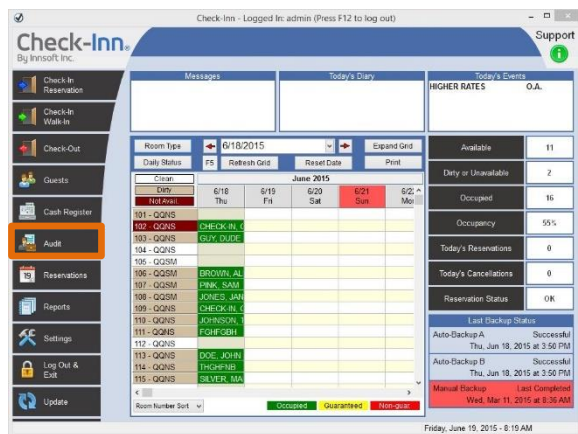 Check-Inn - Logged In: admin (Press F12 to log out)
Check-Inn®
By Innsoft Inc.
Support
Check-In
Reservation
Check-In
Walk-In
Check-Out
Guests
Cash Register
Audit
Reservations
19
Reports
Settings
Log Out &
Exit
Update
Messages
Today's Diary
Today's Events
HIGHER RATES O.A.
Room Type 6/18/2015 Expand Grid
Daily Status F5 Refresh Grid Reset Date Print
Clean June 2015
Dirty 6/18 6/19 6/20 6/21
Not Avail. Thu Fri Sat Sun
101 - QQNS
102 - QQNS CHECK-IN,
103 - QQNS GUY, DUDE
104 - QQNS
105 - QQSM
106 - QQSM BROWN, AL
107 - QQSM PINK, SAM
108 - QQSM JONES, JAN
109 - QQNS CHECK-IN,
110 - QQNS JOHNSON,
111 - QQNS FGHFGBH
112 - QQNS
113 - QQNS DOE, JOHN
114 - QQNS THGHFNB
115 - QQNS SILVER, MA
Room Number Sort Occupied Guaranteed Non-guar.
Available 11
Dirty or Unavailable 2
Occupied 16
Occupancy 55%
Today's Reservations 0
Today's Cancellations 0
Reservation Status OK
Last Backup Status
Auto-Backup A Successful
Thu, Jun 18, 2015 at 3:50 PM
Auto-Backup B Successful
Thu, Jun 18, 2015 at 3:50 PM
Manual Backup Last Completed
Wed, Mar 11, 2015 at 8:36 AM
Friday, June 19, 2015 - 8:19 AM